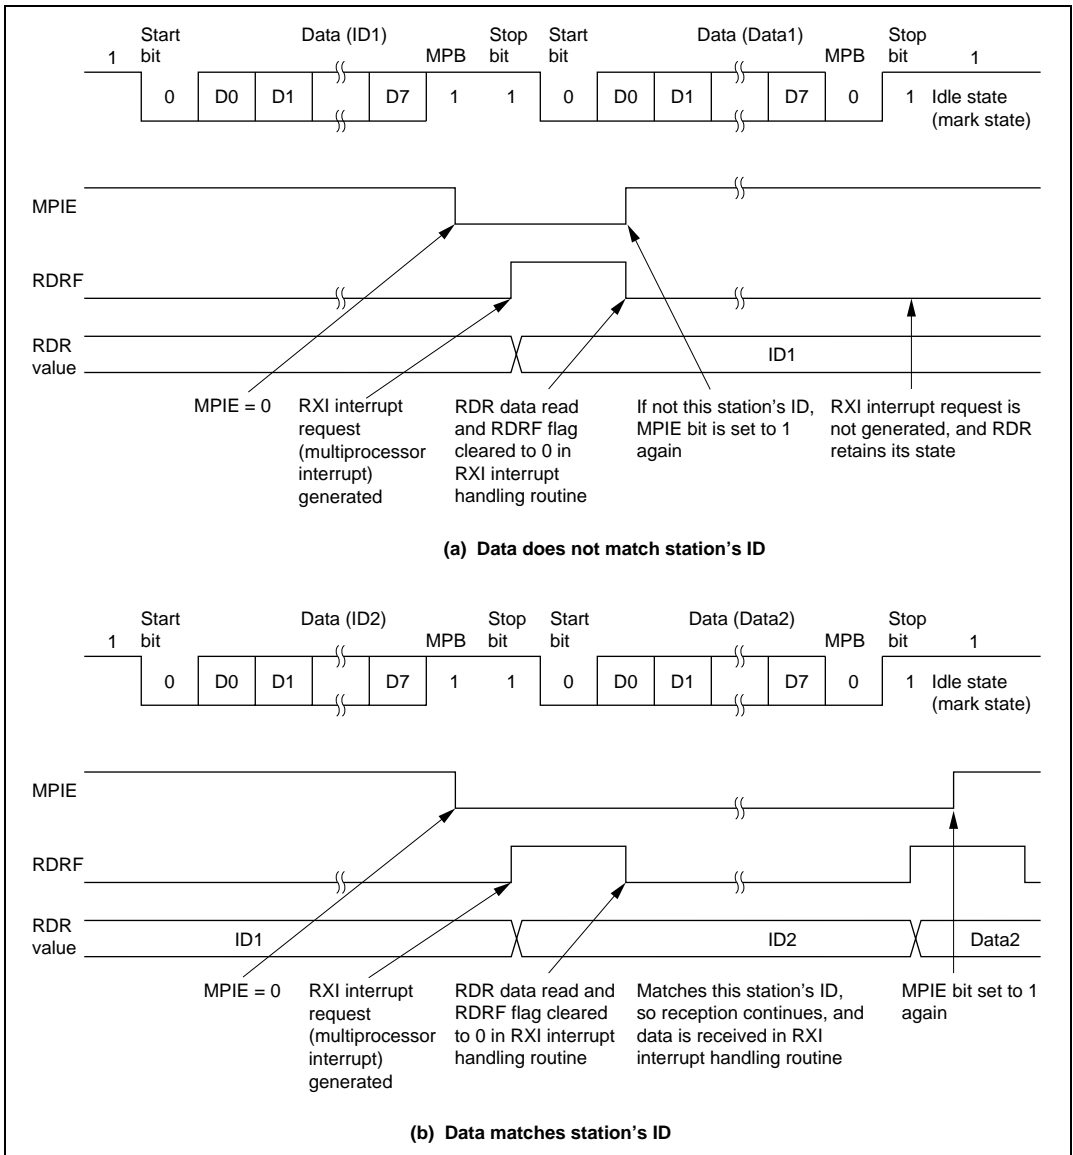 Start Data (ID1) Stop Start Data (Data1) Stop
1 bit MPB bit bit MPB bit 1
0 D0 D1 D7 1 1 0 D0 D1 D7 0 1 Idle state
(mark state)
MPIE
RDRF
RDR
value
ID1
MPIE = 0
RXI interrupt
request
(multiprocessor
interrupt)
generated
RDR data read
and RDRF flag
cleared to 0 in
RXI interrupt
handling routine
If not this station's ID,
MPIE bit is set to 1
again
RXI interrupt request is
not generated, and RDR
retains its state
(a) Data does not match station's ID
Start Data (ID2) Stop Start Data (Data2) Stop
1 bit MPB bit bit MPB bit 1
0 D0 D1 D7 1 1 0 D0 D1 D7 0 1 Idle state
(mark state)
MPIE
RDRF
RDR
value
ID1 ID2 Data2
MPIE = 0
RXI interrupt
request
(multiprocessor
interrupt)
generated
RDR data read and
RDRF flag cleared
to 0 in RXI interrupt
handling routine
Matches this station's ID,
so reception continues, and
data is received in RXI
interrupt handling routine
MPIE bit set to 1
again
(b) Data matches station's ID